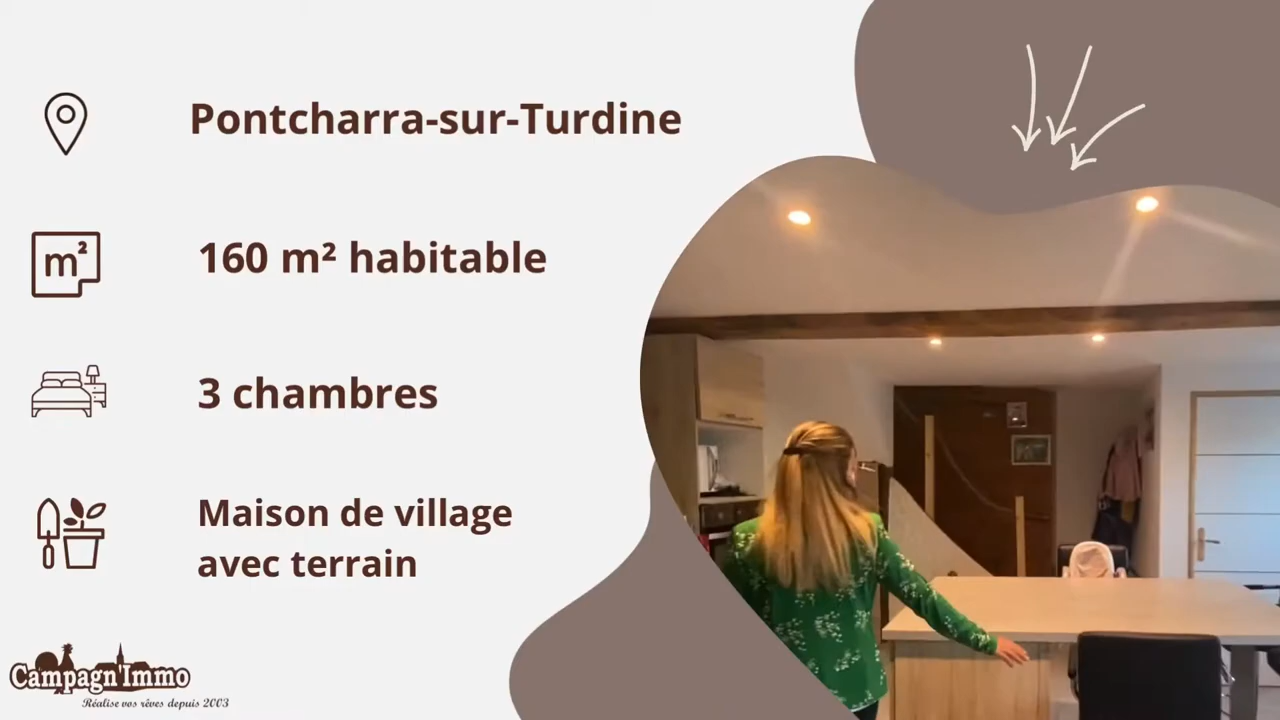 Pontcharra-sur-Turdine
m²
160 m² habitable
3 chambres
Maison de village
avec terrain
Campagn'Immo
Réalise vos rêves depuis 2003